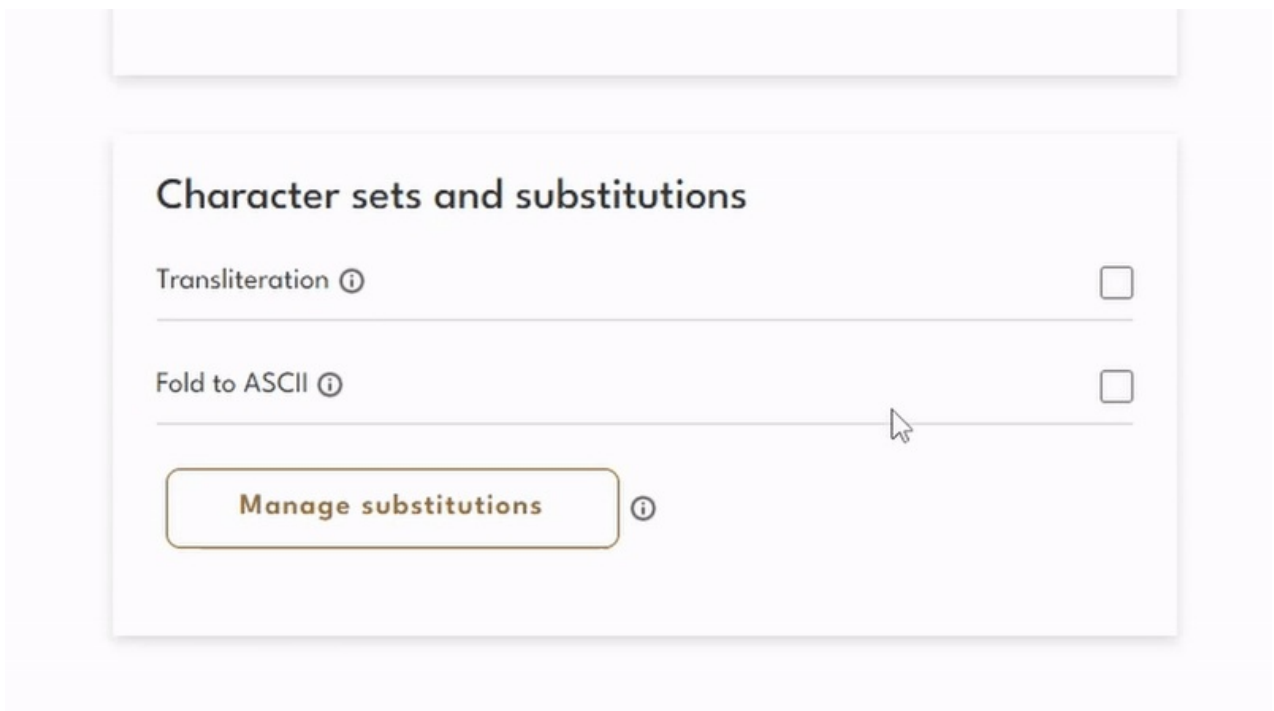 Character sets and substitutions
Transliteration
Fold to ASCII
Manage substitutions